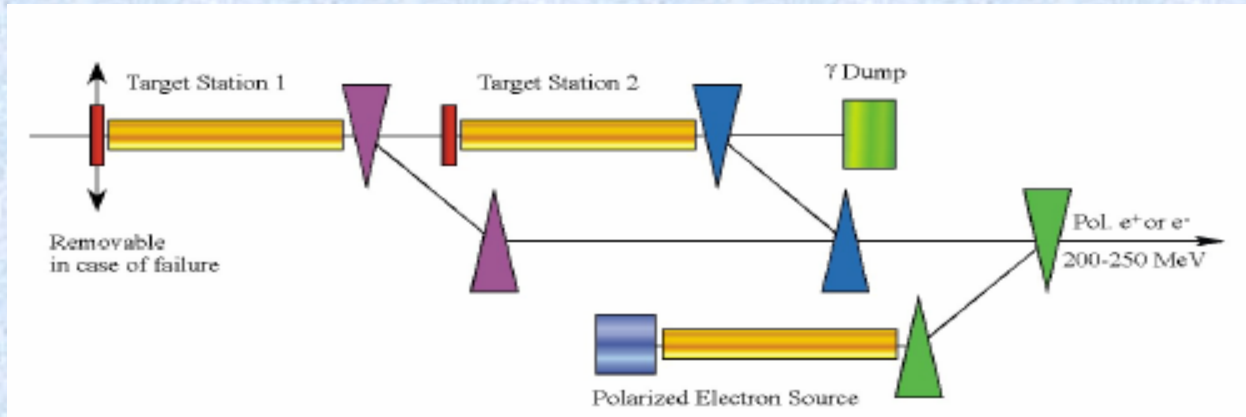 Target Station 1
Target Station 2
γ Dump
Removable
in case of failure
Pol. e⁺ or e⁻
200-250 MeV
Polarized Electron Source